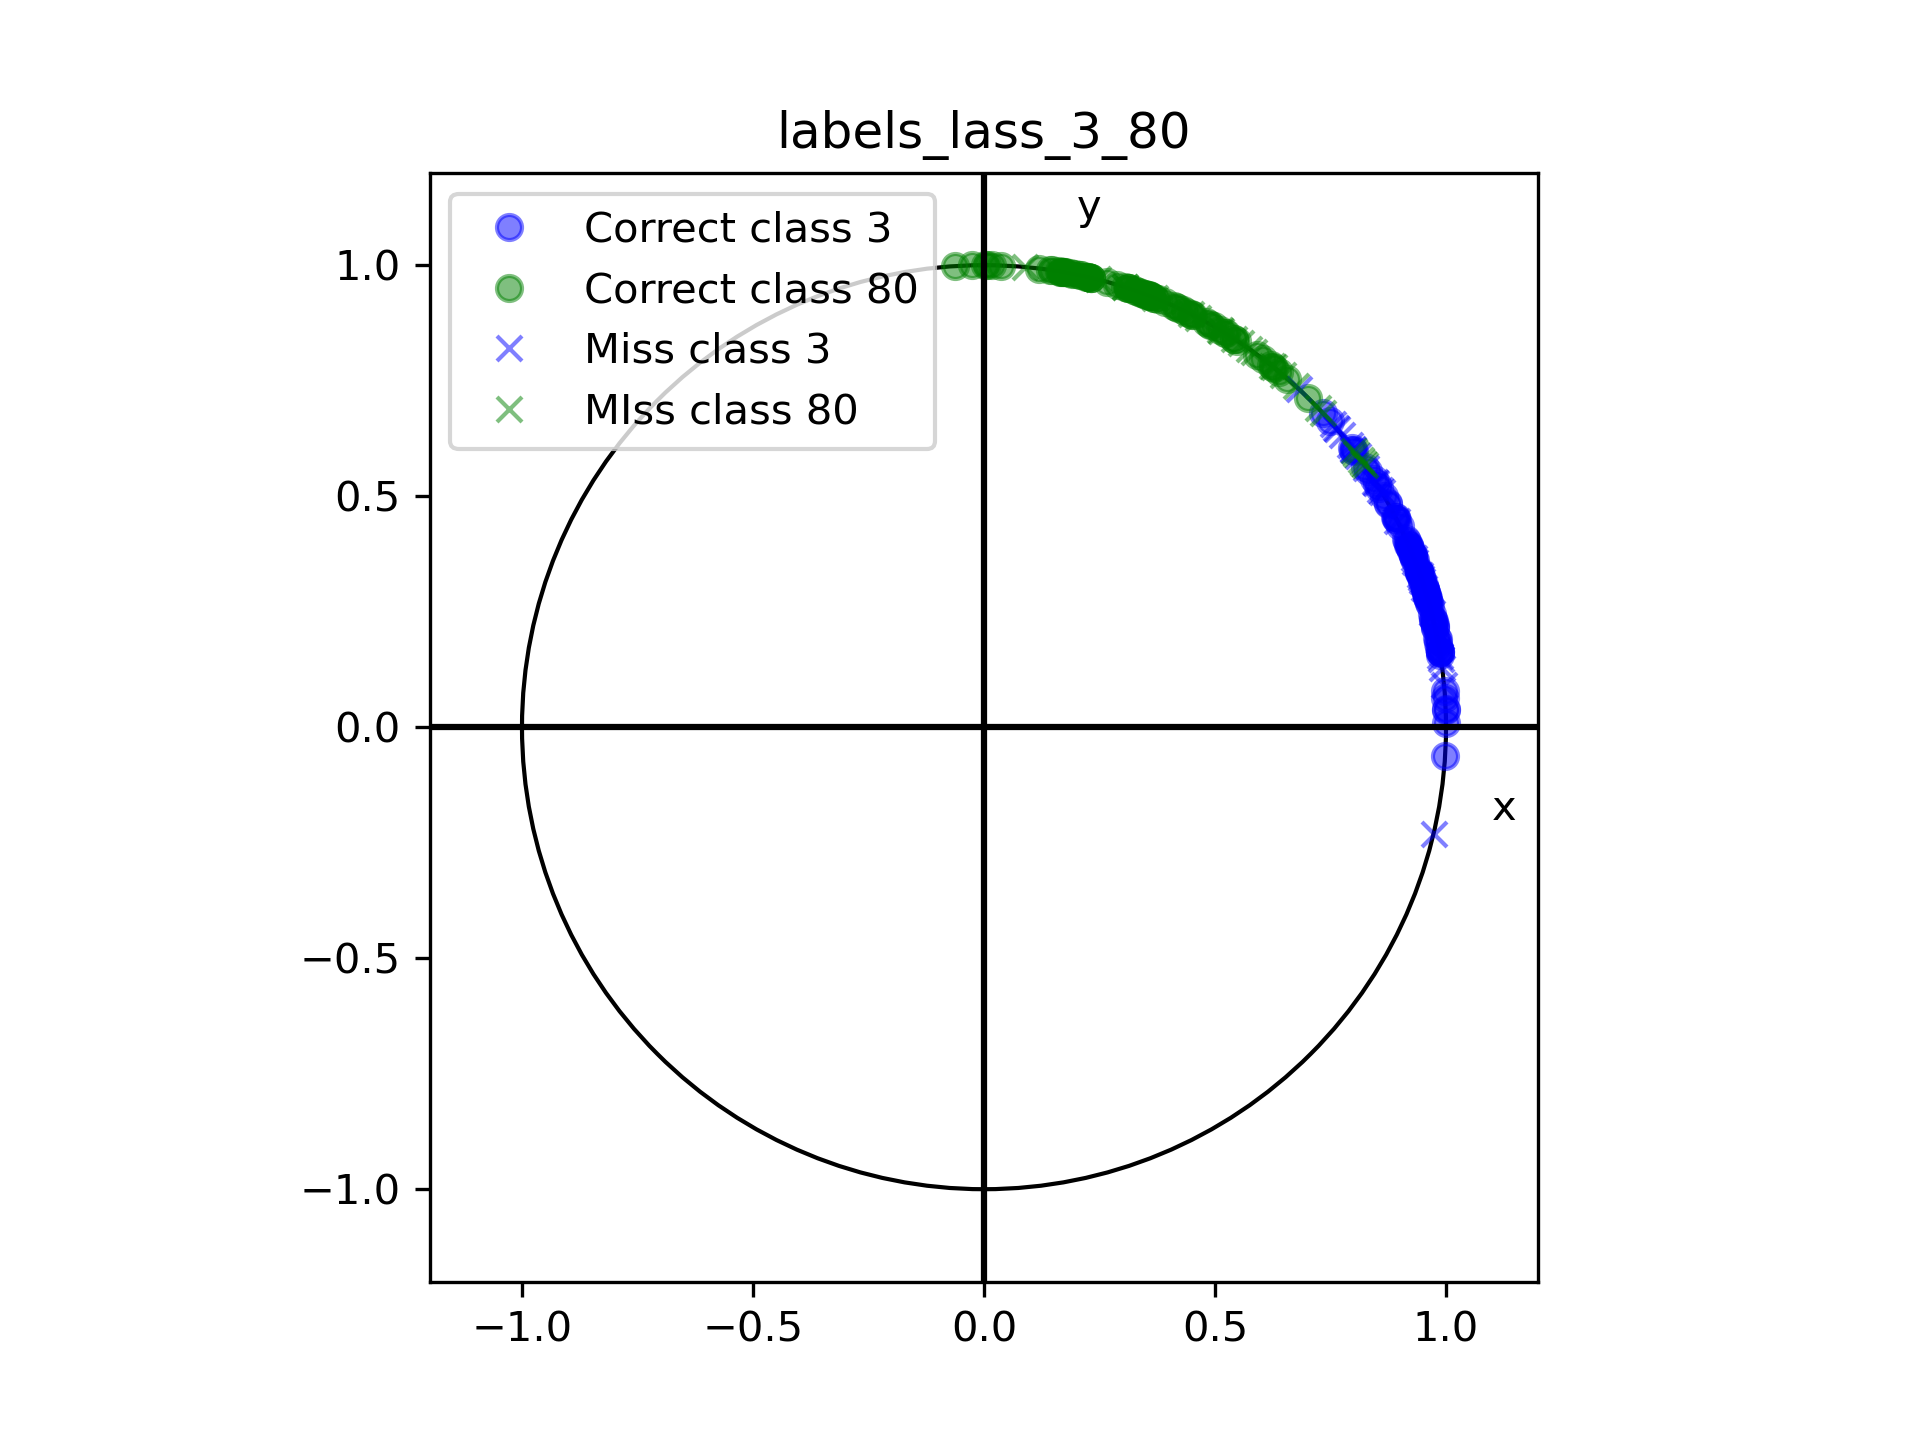 labels_lass_3_80
y
Correct class 3
Correct class 80
Miss class 3
MIss class 80
1.0
0.5
0.0
−0.5
−1.0
x
−1.0 −0.5 0.0 0.5 1.0